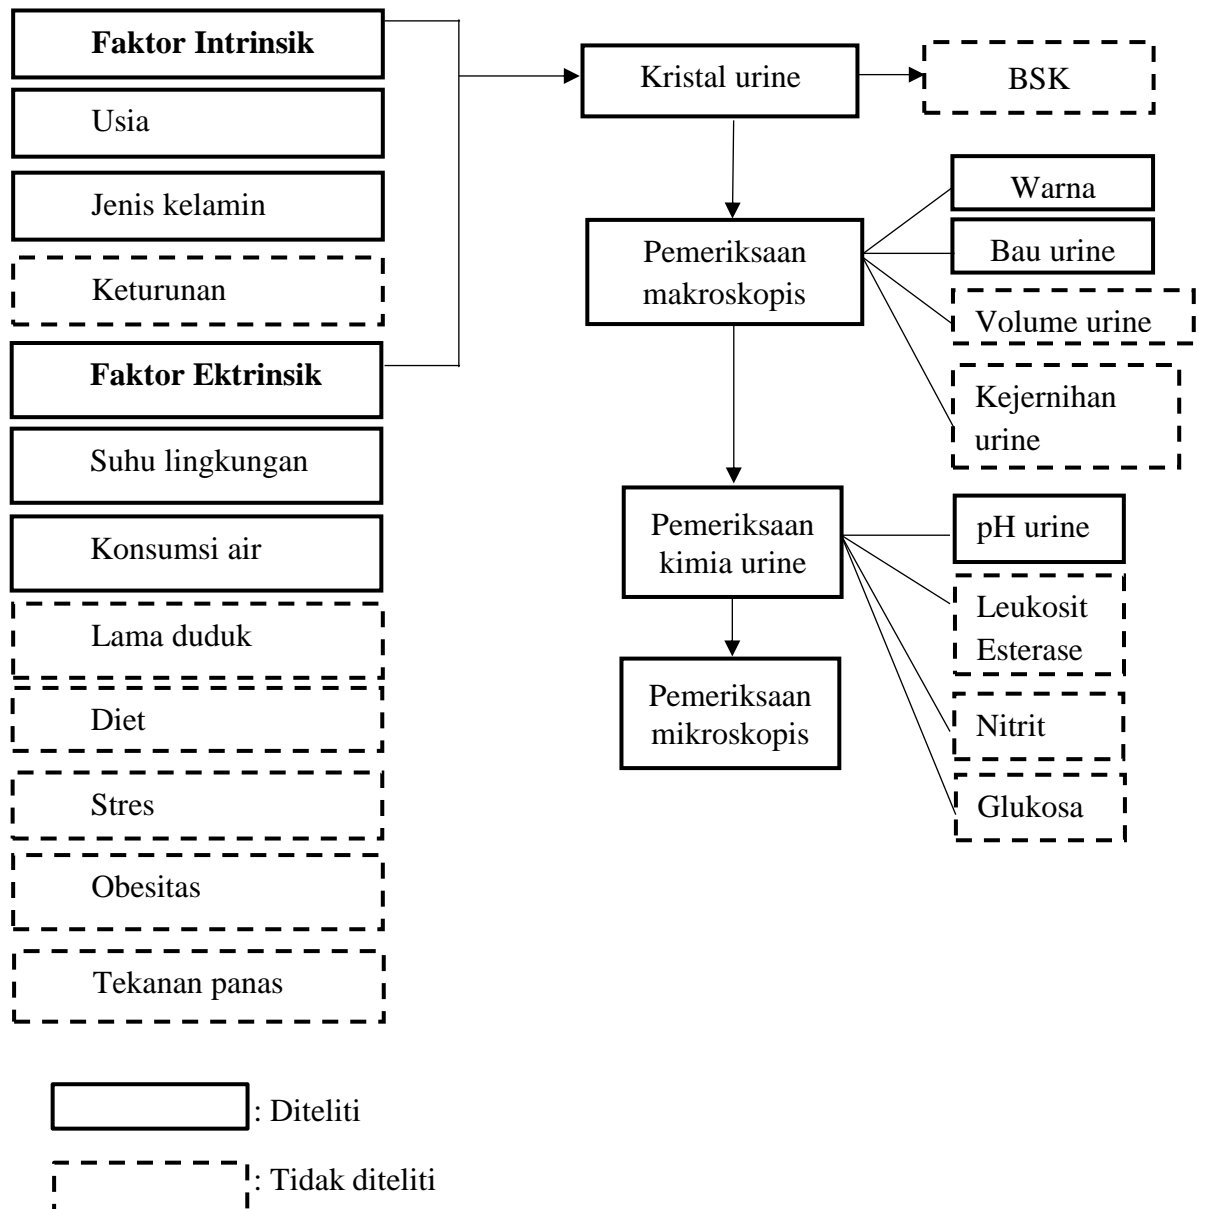 Faktor Intrinsik
Usia
Jenis kelamin
Keturunan
Faktor Ektrinsik
Suhu lingkungan
Konsumsi air
Lama duduk
Diet
Stres
Obesitas
Tekanan panas
Kristal urine
BSK
Pemeriksaan
makroskopis
Warna
Bau urine
Volume urine
Kejernihan
urine
Pemeriksaan
kimia urine
pH urine
Leukosit
Esterase
Nitrit
Glukosa
Pemeriksaan
mikroskopis
: Diteliti
: Tidak diteliti